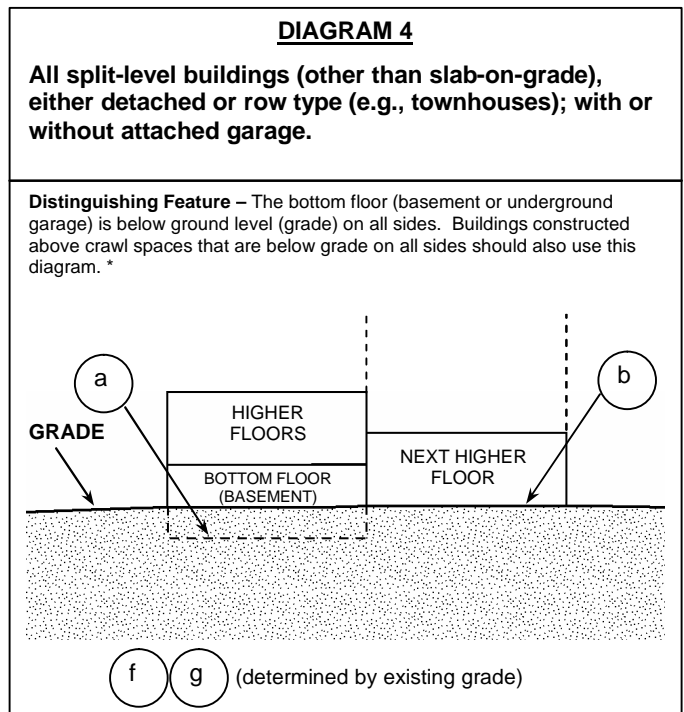 DIAGRAM 4
All split-level buildings (other than slab-on-grade),
either detached or row type (e.g., townhouses); with or
without attached garage.
Distinguishing Feature – The bottom floor (basement or underground
garage) is below ground level (grade) on all sides.  Buildings constructed
above crawl spaces that are below grade on all sides should also use this
diagram. *
a
b
HIGHER
FLOORS
GRADE
NEXT HIGHER
FLOOR
BOTTOM FLOOR
(BASEMENT)
f g (determined by existing grade)